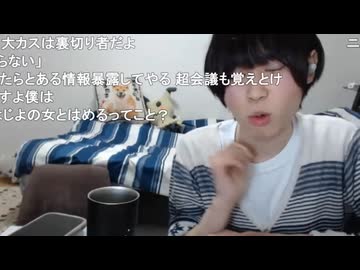 大カスは裏切り者だよ
ニ
らない」
たらとある情報暴露してやる 超会議も覚えとけ
すよ僕は
はじよの女とはめるってこと？